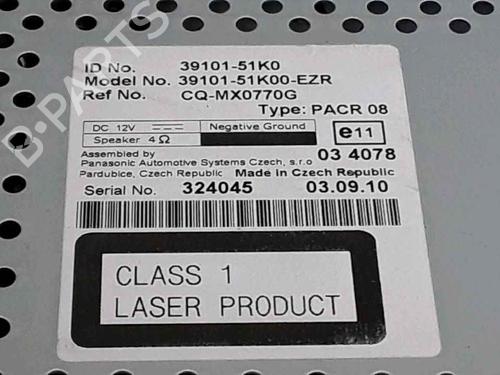 ID No. 39101-51K0
Model No. 39101-51K00-EZR
Ref No. CQ-MX0770G
Type: PACR 08
DC 12V Negative Ground
Speaker 4Ω
e11
Assembled by
Panasonic Automotive Systems Czech, s.r.o
03 4078
Pardubice, Czech Republic Made in Czech Republic
Serial No. 324045 03.09.10
CLASS 1
LASER PRODUCT
B-PARTS